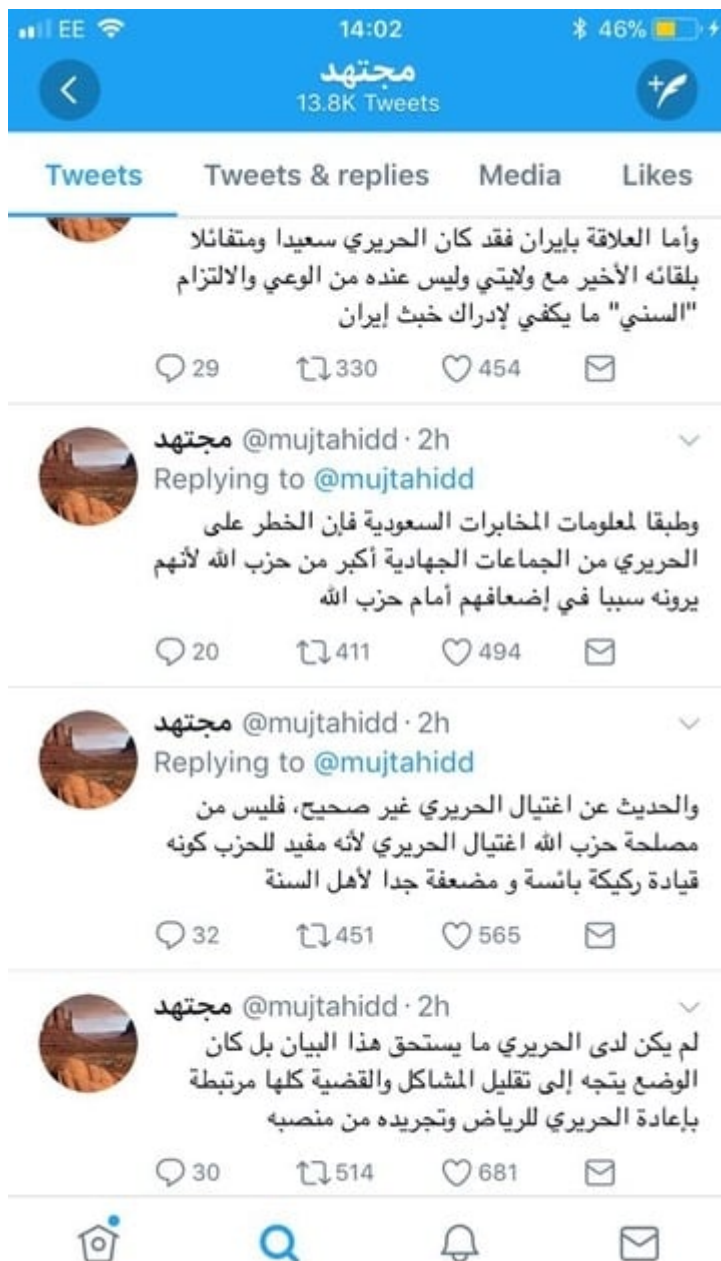 EE 14:02 46%
مجتهد
13.8K Tweets
Tweets Tweets & replies Media Likes
وأما العلاقة بإيران فقد كان الحريري سعيدا ومتفائلا
بلقائه الأخير مع ولايتي وليس عنده من الوعي والالتزام
"السني" ما يكفي لإدراك خبث إيران
29 330 454
مجتهد @mujtahidd · 2h
Replying to @mujtahidd
وطبقا لمعلومات المخابرات السعودية فإن الخطر على
الحريري من الجماعات الجهادية أكبر من حزب الله لأنهم
يرونه سببا في إضعافهم أمام حزب الله
20 411 494
مجتهد @mujtahidd · 2h
Replying to @mujtahidd
والحديث عن اغتيال الحريري غير صحيح، فليس من
مصلحة حزب الله اغتيال الحريري لأنه مفيد للحزب كونه
قيادة ركيكة بائسة و مضعفة جدا لأهل السنة
32 451 565
مجتهد @mujtahidd · 2h
لم يكن لدى الحريري ما يستحق هذا البيان بل كان
الوضع يتجه إلى تقليل المشاكل والقضية كلها مرتبطة
بإعادة الحريري للرياض وتجريده من منصبه
30 514 681